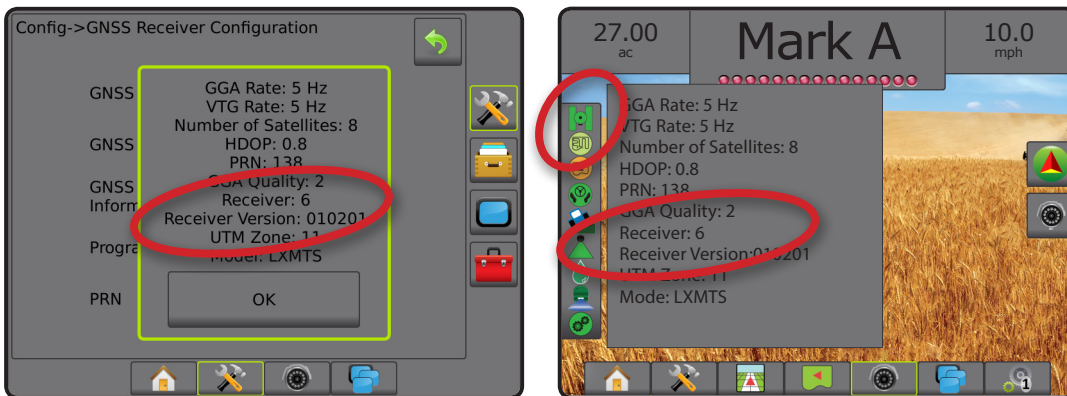 Config->GNSS Receiver Configuration
GNSS
GNSS
GNSS
Inform
Progra
PRN
GGA Rate: 5 Hz
VTG Rate: 5 Hz
Number of Satellites: 8
HDOP: 0.8
PRN: 138
GGA Quality: 2
Receiver: 6
Receiver Version: 010201
UTM Zone: 11
Model: LXMTS
OK
27.00
ac
Mark A
10.0
mph
GGA Rate: 5 Hz
VTG Rate: 5 Hz
Number of Satellites: 8
HDOP: 0.8
PRN: 138
GGA Quality: 2
Receiver: 6
Receiver Version:010201
UTM Zone: 11
Mode: LXMTS
1